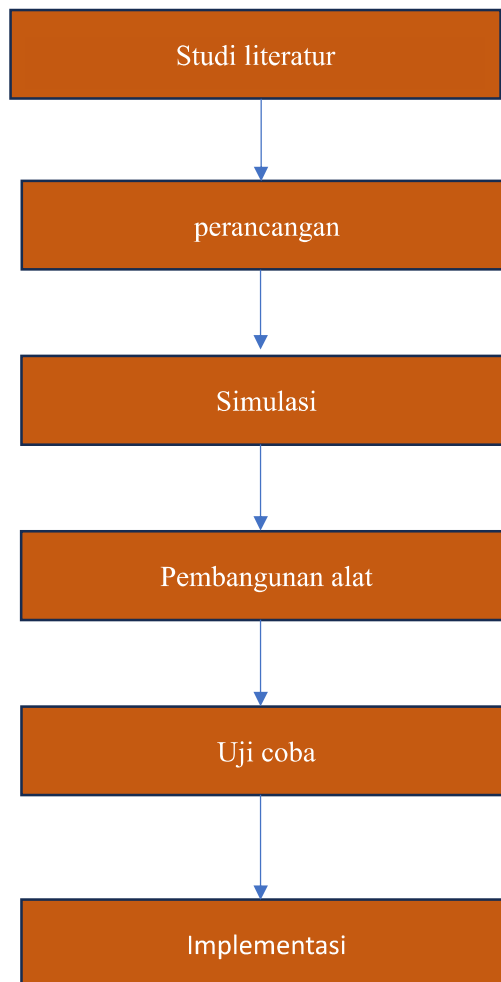 Studi literatur
perancangan
Simulasi
Pembangunan alat
Uji coba
Implementasi